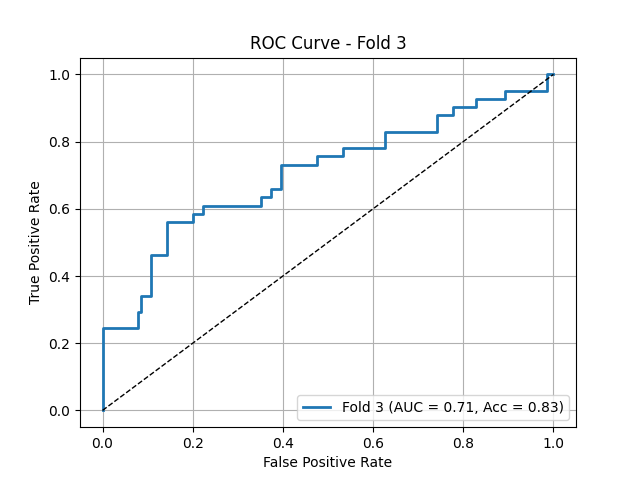 ROC Curve - Fold 3
True Positive Rate
1.0
0.8
0.6
0.4
0.2
0.0
Fold 3 (AUC = 0.71, Acc = 0.83)
0.0 0.2 0.4 0.6 0.8 1.0
False Positive Rate